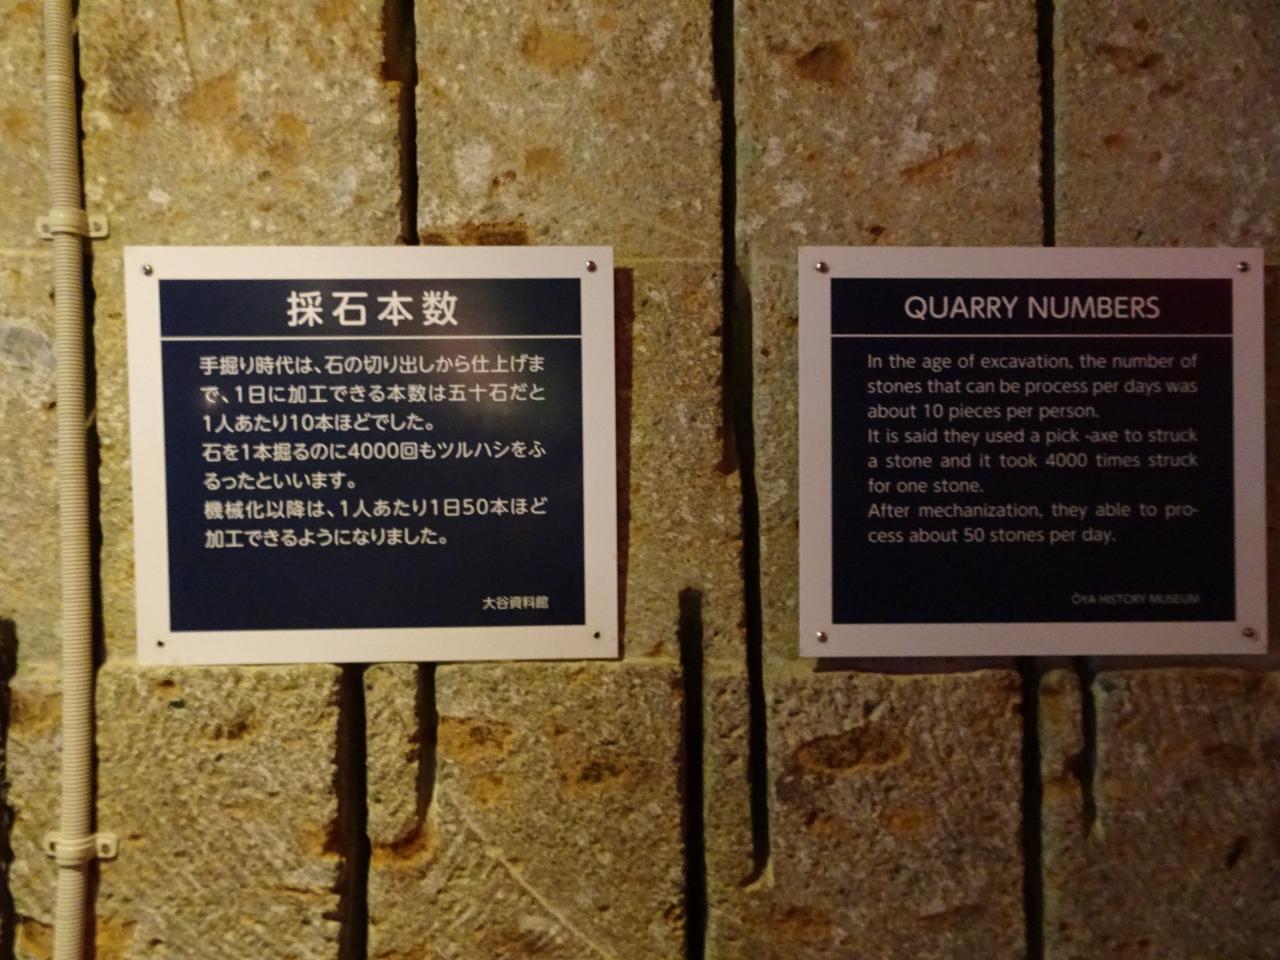 採石本数
手掘り時代は、石の切り出しから仕上げま
で、1日に加工できる本数は五十石だと
1人あたり10本ほどでした。
石を1本掘るのに4000回もツルハシをふ
るったといいます。
機械化以降は、1人あたり1日50本ほど
加工できるようになりました。
大谷資料館
QUARRY NUMBERS
In the age of excavation, the number of
stones that can be process per days was
about 10 pieces per person.
It is said they used a pick -axe to struck
a stone and it took 4000 times struck
for one stone.
After mechanization, they able to pro-
cess about 50 stones per day.
ŌYA HISTORY MUSEUM